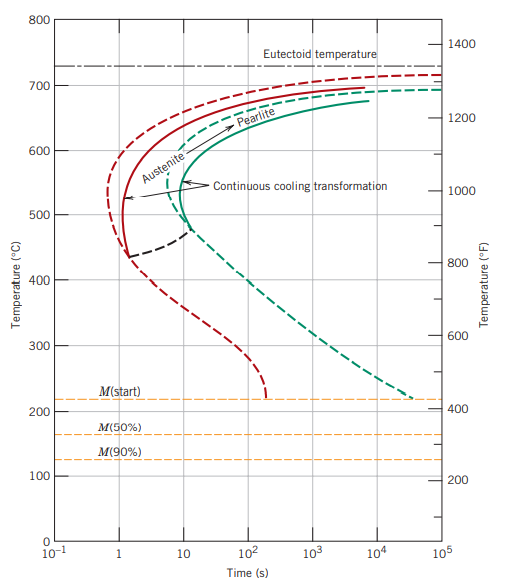 800
1400
Eutectoid temperature
700
1200
Pearlite
600
Austenite
Continuous cooling transformation
1000
500
Temperature (°C)
Temperature (°F)
800
400
600
300
M(start)
400
200
M(50%)
M(90%)
100
200
0
10⁻¹ 1 10 10² 10³ 10⁴ 10⁵
Time (s)